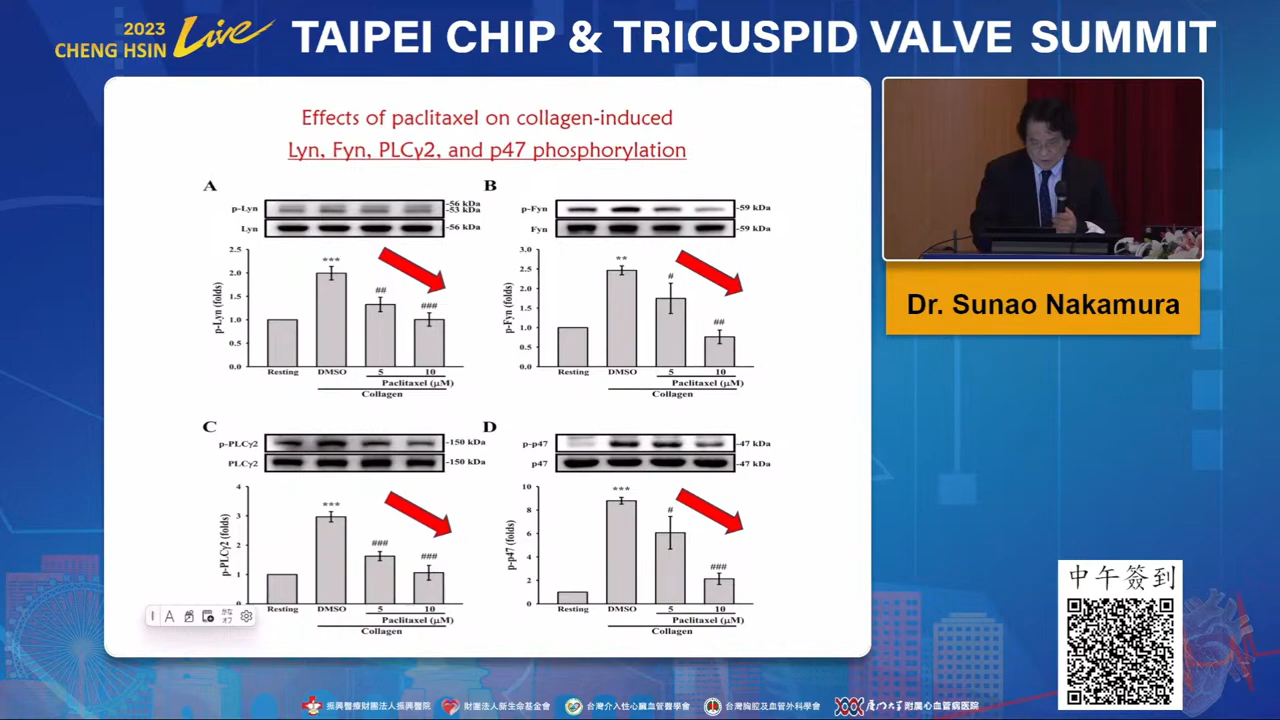 2023
CHENG HSIN Live
TAIPEI CHIP & TRICUSPID VALVE SUMMIT
Effects of paclitaxel on collagen-induced
Lyn, Fyn, PLCγ2, and p47 phosphorylation
A
p-Lyn
-56 kDa
-53 kDa
Lyn
-56 kDa
p-Lyn (folds)
2.5
2.0
1.5
1.0
0.5
0.0
***
##
###
Resting DMSO 5 10
Paclitaxel (μM)
Collagen
B
p-Fyn
-59 kDa
Fyn
-59 kDa
p-Fyn (folds)
3.0
2.5
2.0
1.5
1.0
0.5
0.0
**
#
##
Resting DMSO 5 10
Paclitaxel (μM)
Collagen
C
p-PLCγ2
-150 kDa
PLCγ2
-150 kDa
p-PLCγ2 (folds)
4
3
2
1
0
***
###
###
Resting DMSO 5 10
Paclitaxel (μM)
Collagen
D
p-p47
-47 kDa
p47
-47 kDa
p-p47 (folds)
10
8
6
4
2
0
***
#
###
Resting DMSO 5 10
Paclitaxel (μM)
Collagen
A
かな
オフ
Dr. Sunao Nakamura
中午簽到
振興醫療財團法人振興醫院
財團法人新生命基金會
台灣介入性心臟血管醫學會
台灣胸腔及血管外科學會
厦门大学附属心血管病医院